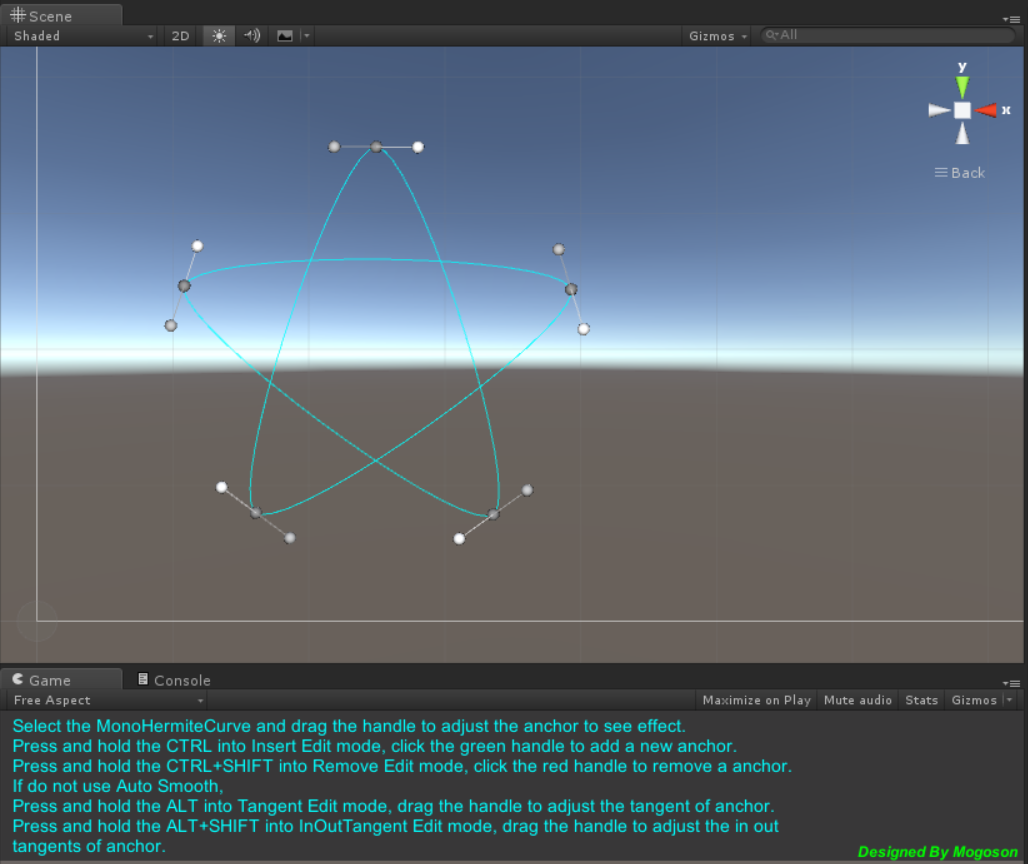 Scene
Shaded 2D Gizmos All
y
x
Back
Game Console
Free Aspect Maximize on Play Mute audio Stats Gizmos
Select the MonoHermiteCurve and drag the handle to adjust the anchor to see effect.
Press and hold the CTRL into Insert Edit mode, click the green handle to add a new anchor.
Press and hold the CTRL+SHIFT into Remove Edit mode, click the red handle to remove a anchor.
If do not use Auto Smooth,
Press and hold the ALT into Tangent Edit mode, drag the handle to adjust the tangent of anchor.
Press and hold the ALT+SHIFT into InOutTangent Edit mode, drag the handle to adjust the in out
tangents of anchor.
Designed By Mogoson